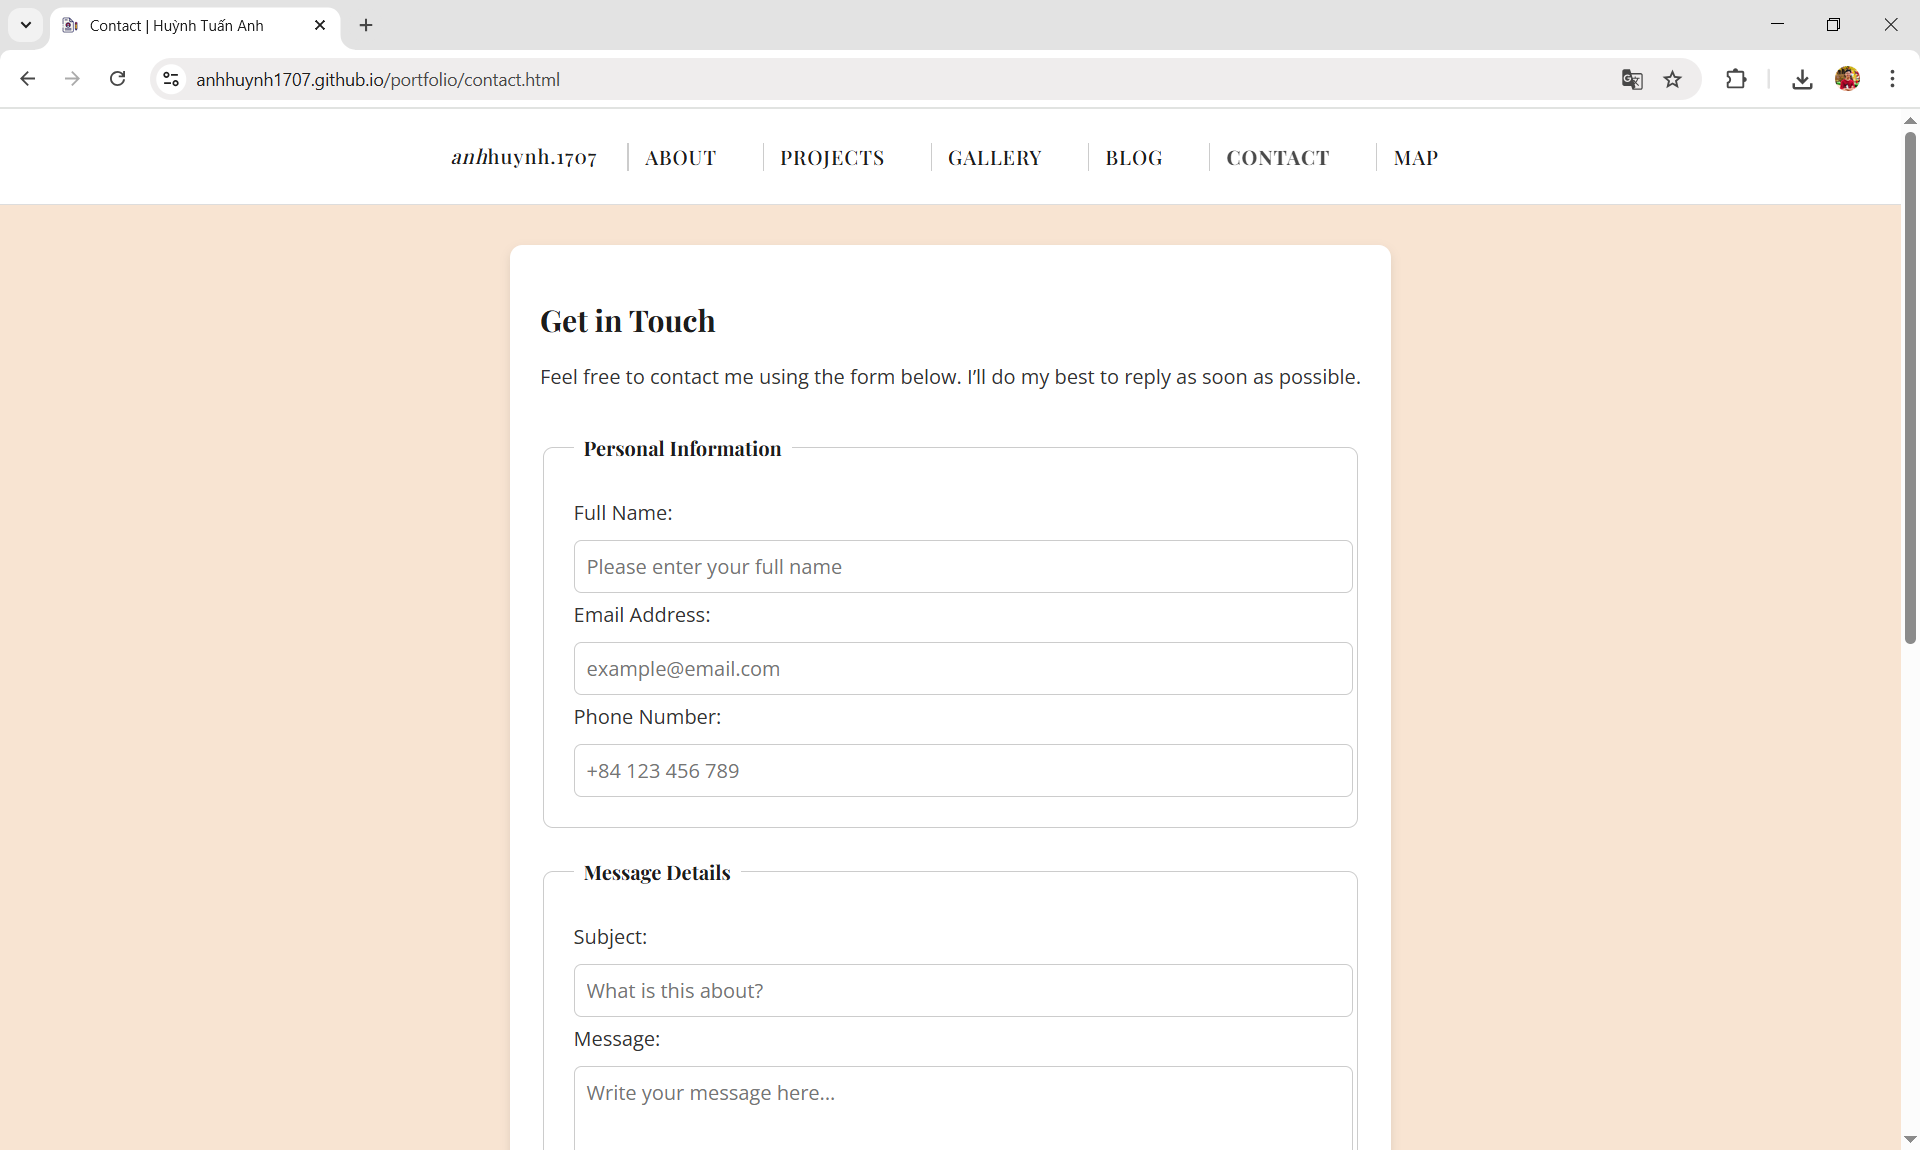 Contact | Huỳnh Tuấn Anh
anhhuynh1707.github.io/portfolio/contact.html
anhhuynh.1707 ABOUT PROJECTS GALLERY BLOG CONTACT MAP
Get in Touch
Feel free to contact me using the form below. I’ll do my best to reply as soon as possible.
Personal Information
Full Name:
Please enter your full name
Email Address:
example@email.com
Phone Number:
+84 123 456 789
Message Details
Subject:
What is this about?
Message:
Write your message here...